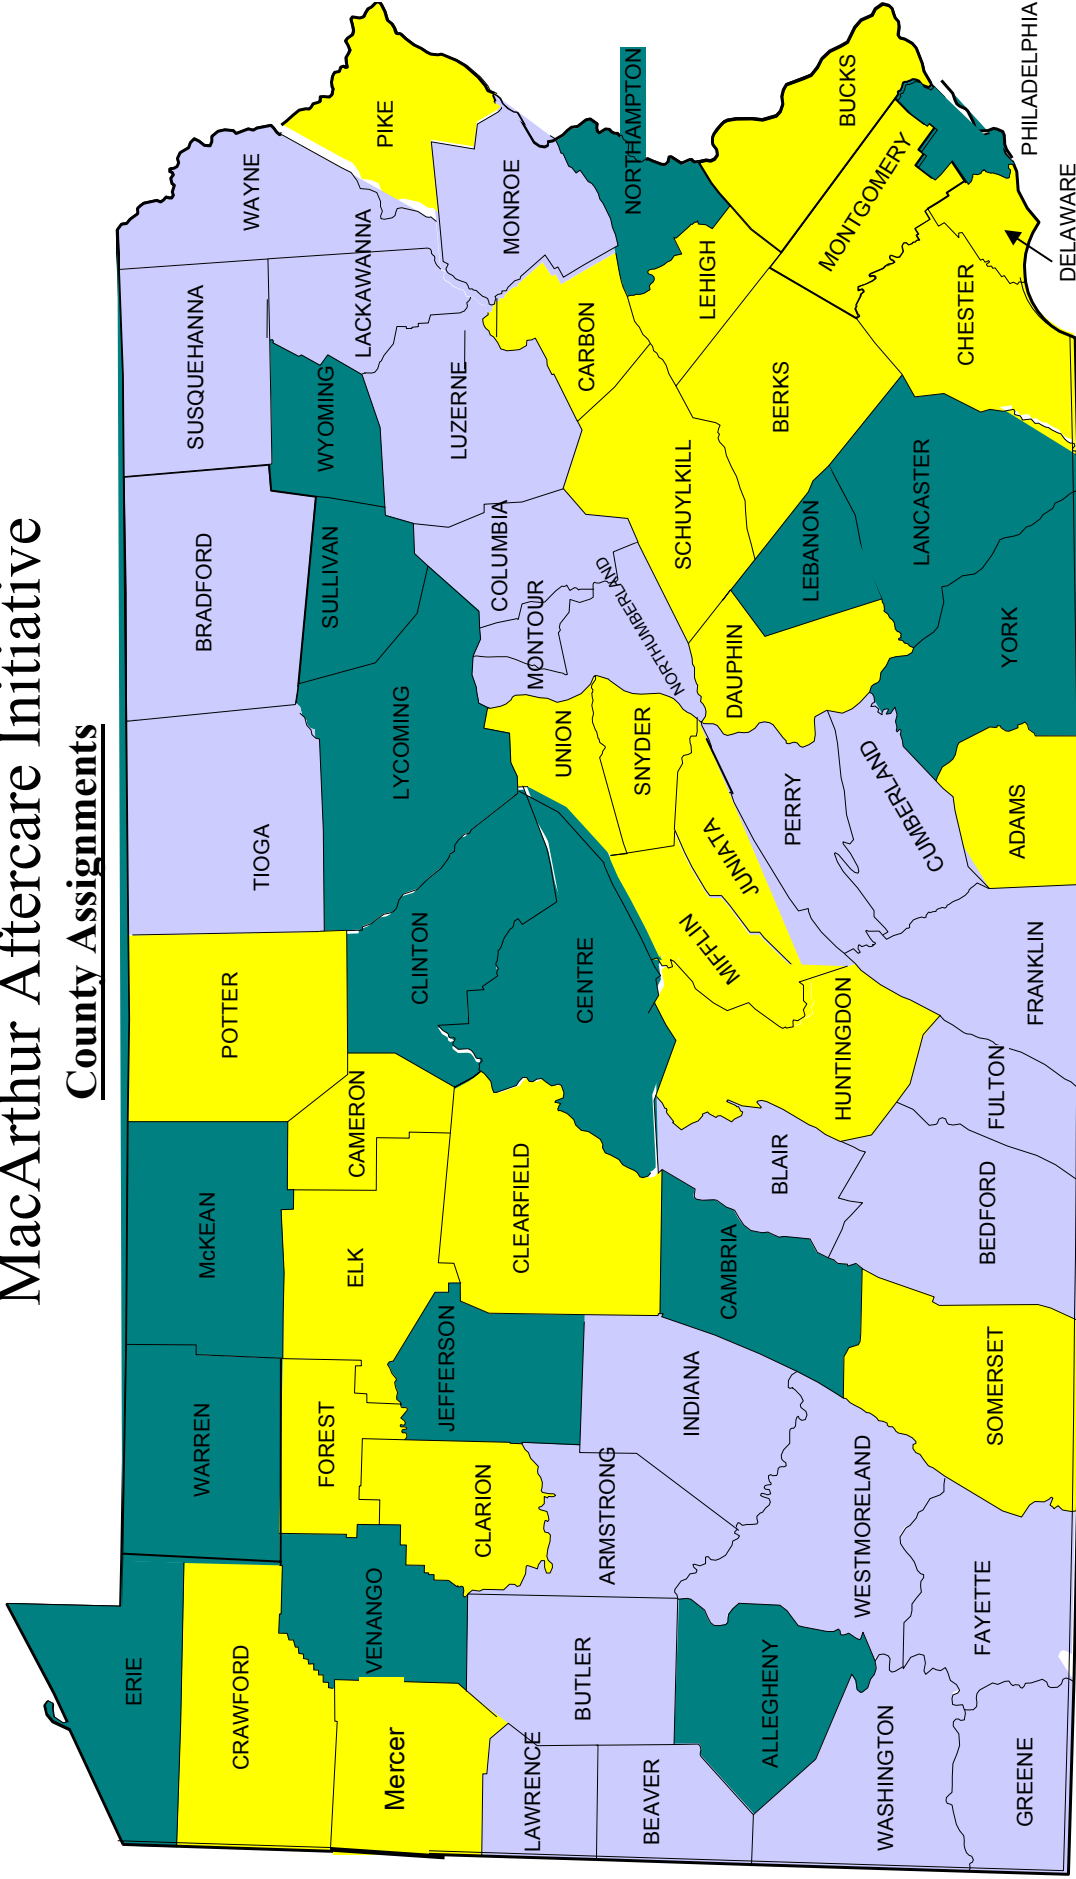 MacArthur Aftercare Initiative
County Assignments
ERIE
WARREN
McKEAN
POTTER
TIOGA
BRADFORD
SUSQUEHANNA
WAYNE
CRAWFORD
FOREST
ELK
CAMERON
SULLIVAN
WYOMING
LACKAWANNA
PIKE
Mercer
VENANGO
JEFFERSON
CLINTON
LYCOMING
LUZERNE
CLARION
CLEARFIELD
COLUMBIA
MONTOUR
MONROE
LAWRENCE
BUTLER
ARMSTRONG
CENTRE
UNION
NORTHUMBERLAND
CARBON
NORTHAMPTON
BEAVER
INDIANA
CAMBRIA
MIFFLIN
SNYDER
JUNIATA
SCHUYLKILL
LEHIGH
ALLEGHENY
BLAIR
HUNTINGDON
PERRY
DAUPHIN
LEBANON
BERKS
MONTGOMERY
BUCKS
WASHINGTON
WESTMORELAND
CUMBERLAND
LANCASTER
CHESTER
GREENE
FAYETTE
SOMERSET
BEDFORD
FULTON
FRANKLIN
ADAMS
YORK
DELAWARE
PHILADELPHIA